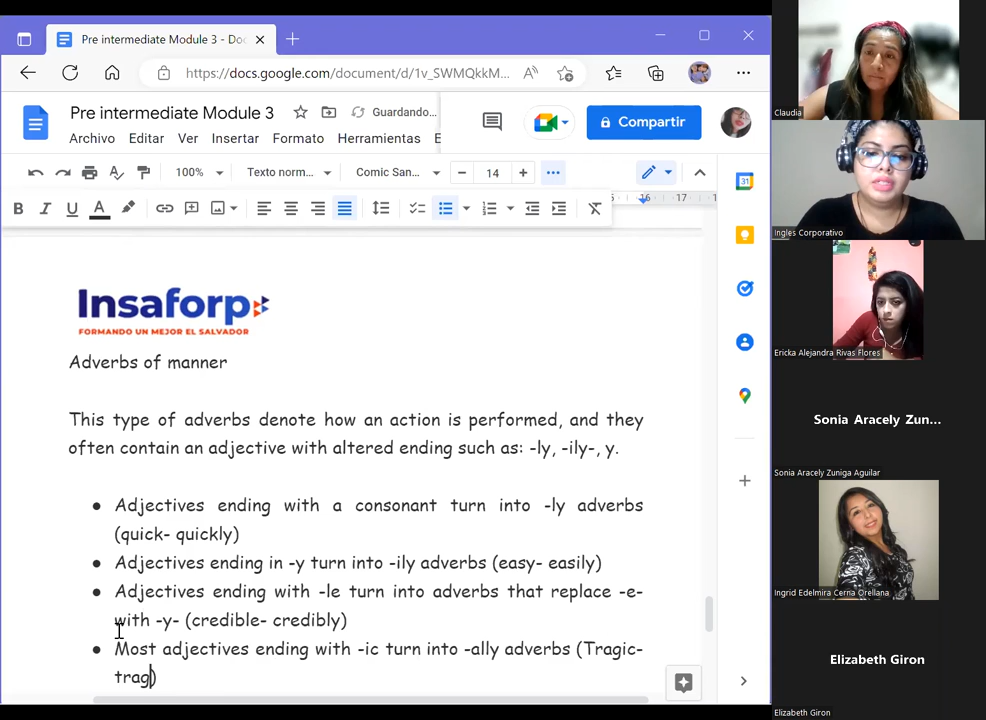 Pre intermediate Module 3 - Doc
https://docs.google.com/document/d/1v_SWMQkkM...
Pre intermediate Module 3
Guardando...
Compartir
Archivo Editar Ver Insertar Formato Herramientas E
100% Texto norm... Comic San... 14
16 17
31
Insaforp
FORMANDO UN MEJOR EL SALVADOR
Adverbs of manner
This type of adverbs denote how an action is performed, and they
often contain an adjective with altered ending such as: -ly, -ily-, y.
● Adjectives ending with a consonant turn into -ly adverbs
(quick- quickly)
● Adjectives ending in -y turn into -ily adverbs (easy- easily)
● Adjectives ending with -le turn into adverbs that replace -e-
with -y- (credible- credibly)
● Most adjectives ending with -ic turn into -ally adverbs (Tragic-
trag)
Claudia
Ingles Corporativo
Ericka Alejandra Rivas Flores
Sonia Aracely Zun...
Sonia Aracely Zuniga Aguilar
Ingrid Edelmira Cerna Orellana
Elizabeth Giron
Elizabeth Giron